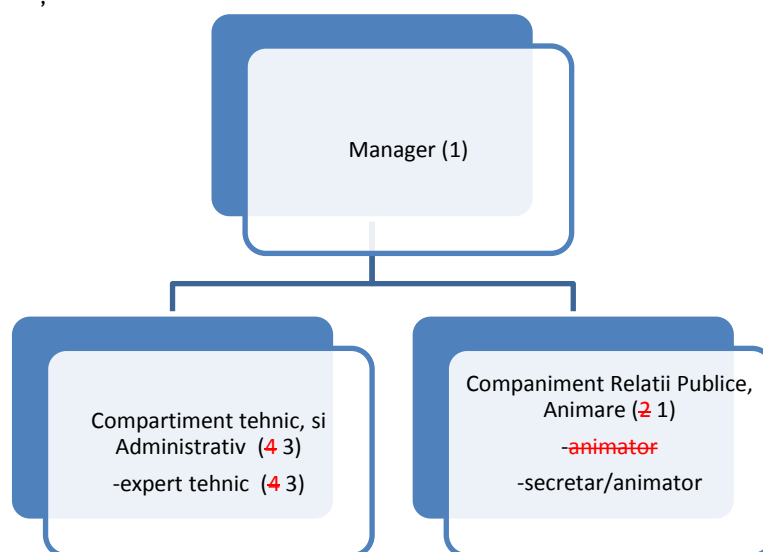 Manager (1)
Compartiment tehnic, si
Administrativ (4 3)
-expert tehnic (4 3)
Companiment Relatii Publice,
Animare (2 1)
-animator
-secretar/animator